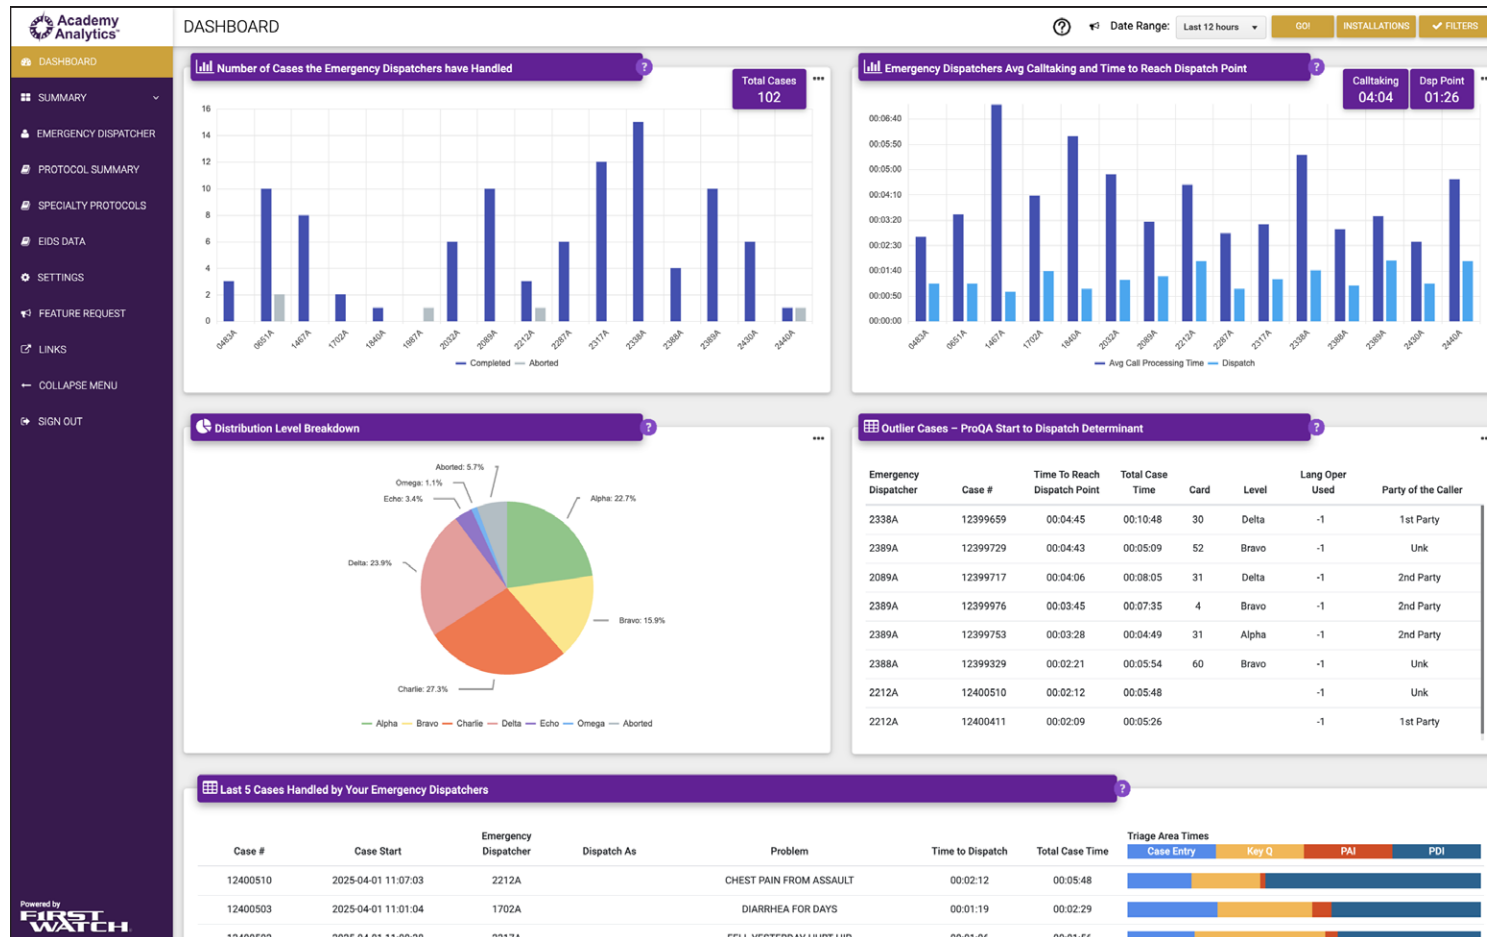 Academy
Analytics
DASHBOARD
Date Range: Last 12 hours GO! INSTALLATIONS FILTERS
DASHBOARD
SUMMARY
EMERGENCY DISPATCHER
PROTOCOL SUMMARY
SPECIALTY PROTOCOLS
EIDS DATA
SETTINGS
FEATURE REQUEST
LINKS
COLLAPSE MENU
SIGN OUT
Powered by
FIRST
WATCH
Number of Cases the Emergency Dispatchers have Handled ?
Total Cases
102
16
14
12
10
8
6
4
2
0
0483A 0651A 1467A 1702A 1840A 1987A 2032A 2089A 2212A 2287A 2317A 2338A 2388A 2389A 2430A 2440A
Completed Aborted
Emergency Dispatchers Avg Calltaking and Time to Reach Dispatch Point ?
Calltaking Dsp Point
04:04 01:26
00:06:40
00:05:50
00:05:00
00:04:10
00:03:20
00:02:30
00:01:40
00:00:50
00:00:00
0483A 0651A 1467A 1702A 1840A 2032A 2089A 2212A 2287A 2317A 2338A 2388A 2389A 2430A 2440A
Avg Call Processing Time Dispatch
Distribution Level Breakdown ?
Aborted: 5.7%
Omega: 1.1%
Echo: 3.4%
Alpha: 22.7%
Delta: 23.9%
Bravo: 15.9%
Charlie: 27.3%
Alpha Bravo Charlie Delta Echo Omega Aborted
Outlier Cases – ProQA Start to Dispatch Determinant ?
Emergency Time To Reach Total Case Lang Oper
Dispatcher Case # Dispatch Point Time Card Level Used Party of the Caller
2338A 12399659 00:04:45 00:10:48 30 Delta -1 1st Party
2389A 12399729 00:04:43 00:05:09 52 Bravo -1 Unk
2089A 12399717 00:04:06 00:08:05 31 Delta -1 2nd Party
2389A 12399976 00:03:45 00:07:35 4 Bravo -1 2nd Party
2389A 12399753 00:03:28 00:04:49 31 Alpha -1 2nd Party
2388A 12399329 00:02:21 00:05:54 60 Bravo -1 Unk
2212A 12400510 00:02:12 00:05:48 -1 Unk
2212A 12400411 00:02:09 00:05:26 -1 1st Party
Last 5 Cases Handled by Your Emergency Dispatchers ?
Emergency Triage Area Times
Case # Case Start Dispatcher Dispatch As Problem Time to Dispatch Total Case Time Case Entry Key Q PAI PDI
12400510 2025-04-01 11:07:03 2212A CHEST PAIN FROM ASSAULT 00:02:12 00:05:48
12400503 2025-04-01 11:01:04 1702A DIARRHEA FOR DAYS 00:01:19 00:02:29